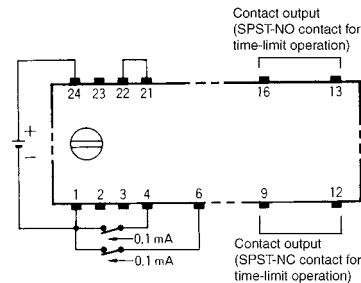 Contact output
(SPST-NO contact for
time-limit operation)
24 23 22 21 16 13
+
−
1 2 3 4 6 9 12
0.1 mA
0.1 mA
Contact output
(SPST-NC contact for
time-limit operation)